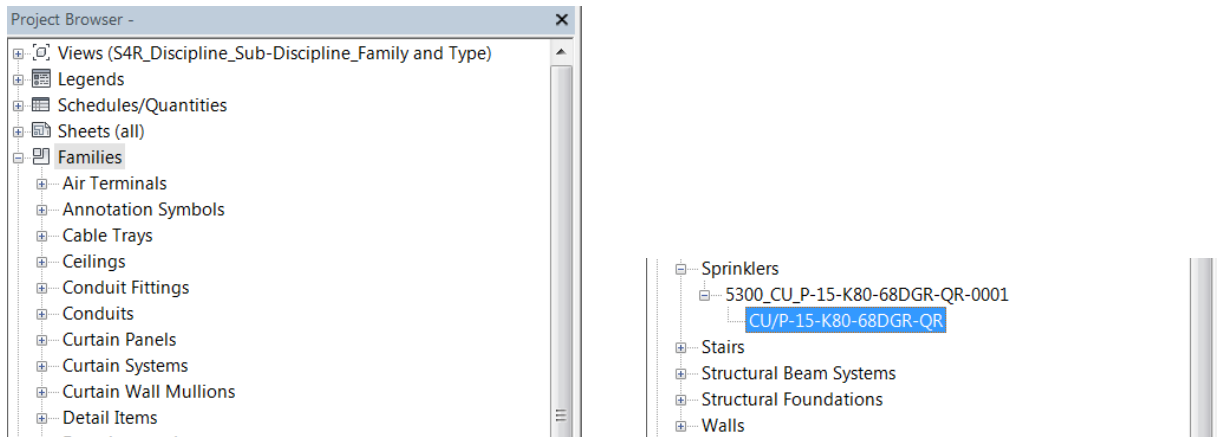 Project Browser -
Views (S4R_Discipline_Sub-Discipline_Family and Type)
Legends
Schedules/Quantities
Sheets (all)
Families
Air Terminals
Annotation Symbols
Cable Trays
Ceilings
Conduit Fittings
Conduits
Curtain Panels
Curtain Systems
Curtain Wall Mullions
Detail Items
Sprinklers
5300_CU_P-15-K80-68DGR-QR-0001
CU/P-15-K80-68DGR-QR
Stairs
Structural Beam Systems
Structural Foundations
Walls